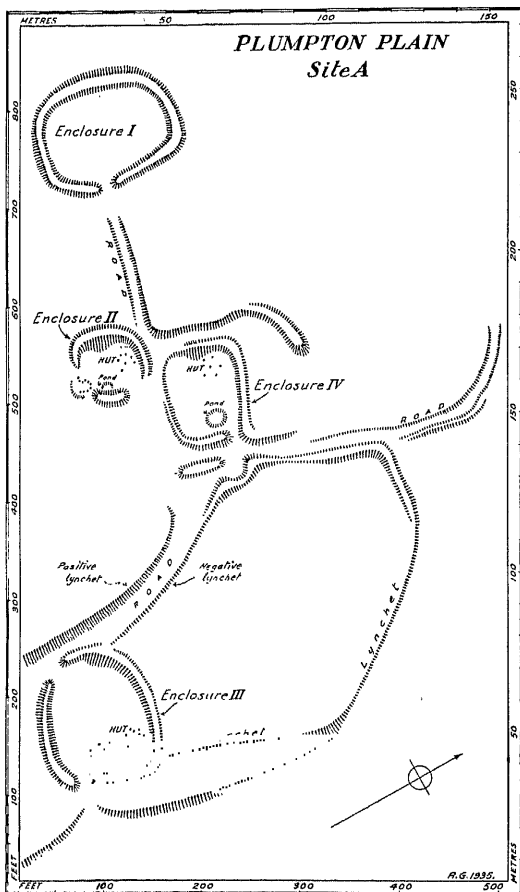 METRES 50 100 150
PLUMPTON PLAIN
Site A
Enclosure I
ROAD
Enclosure II
HUT
Pond
HUT
Enclosure IV
Pond
ROAD
Positive lynchet
ROAD
Negative lynchet
Lynchet
Enclosure III
HUT
chet
R.G. 1935.
FEET 100 200 300 400 500
FEET 100 200 300 400 500 600 700 800
METRES 50 100 150 200 250